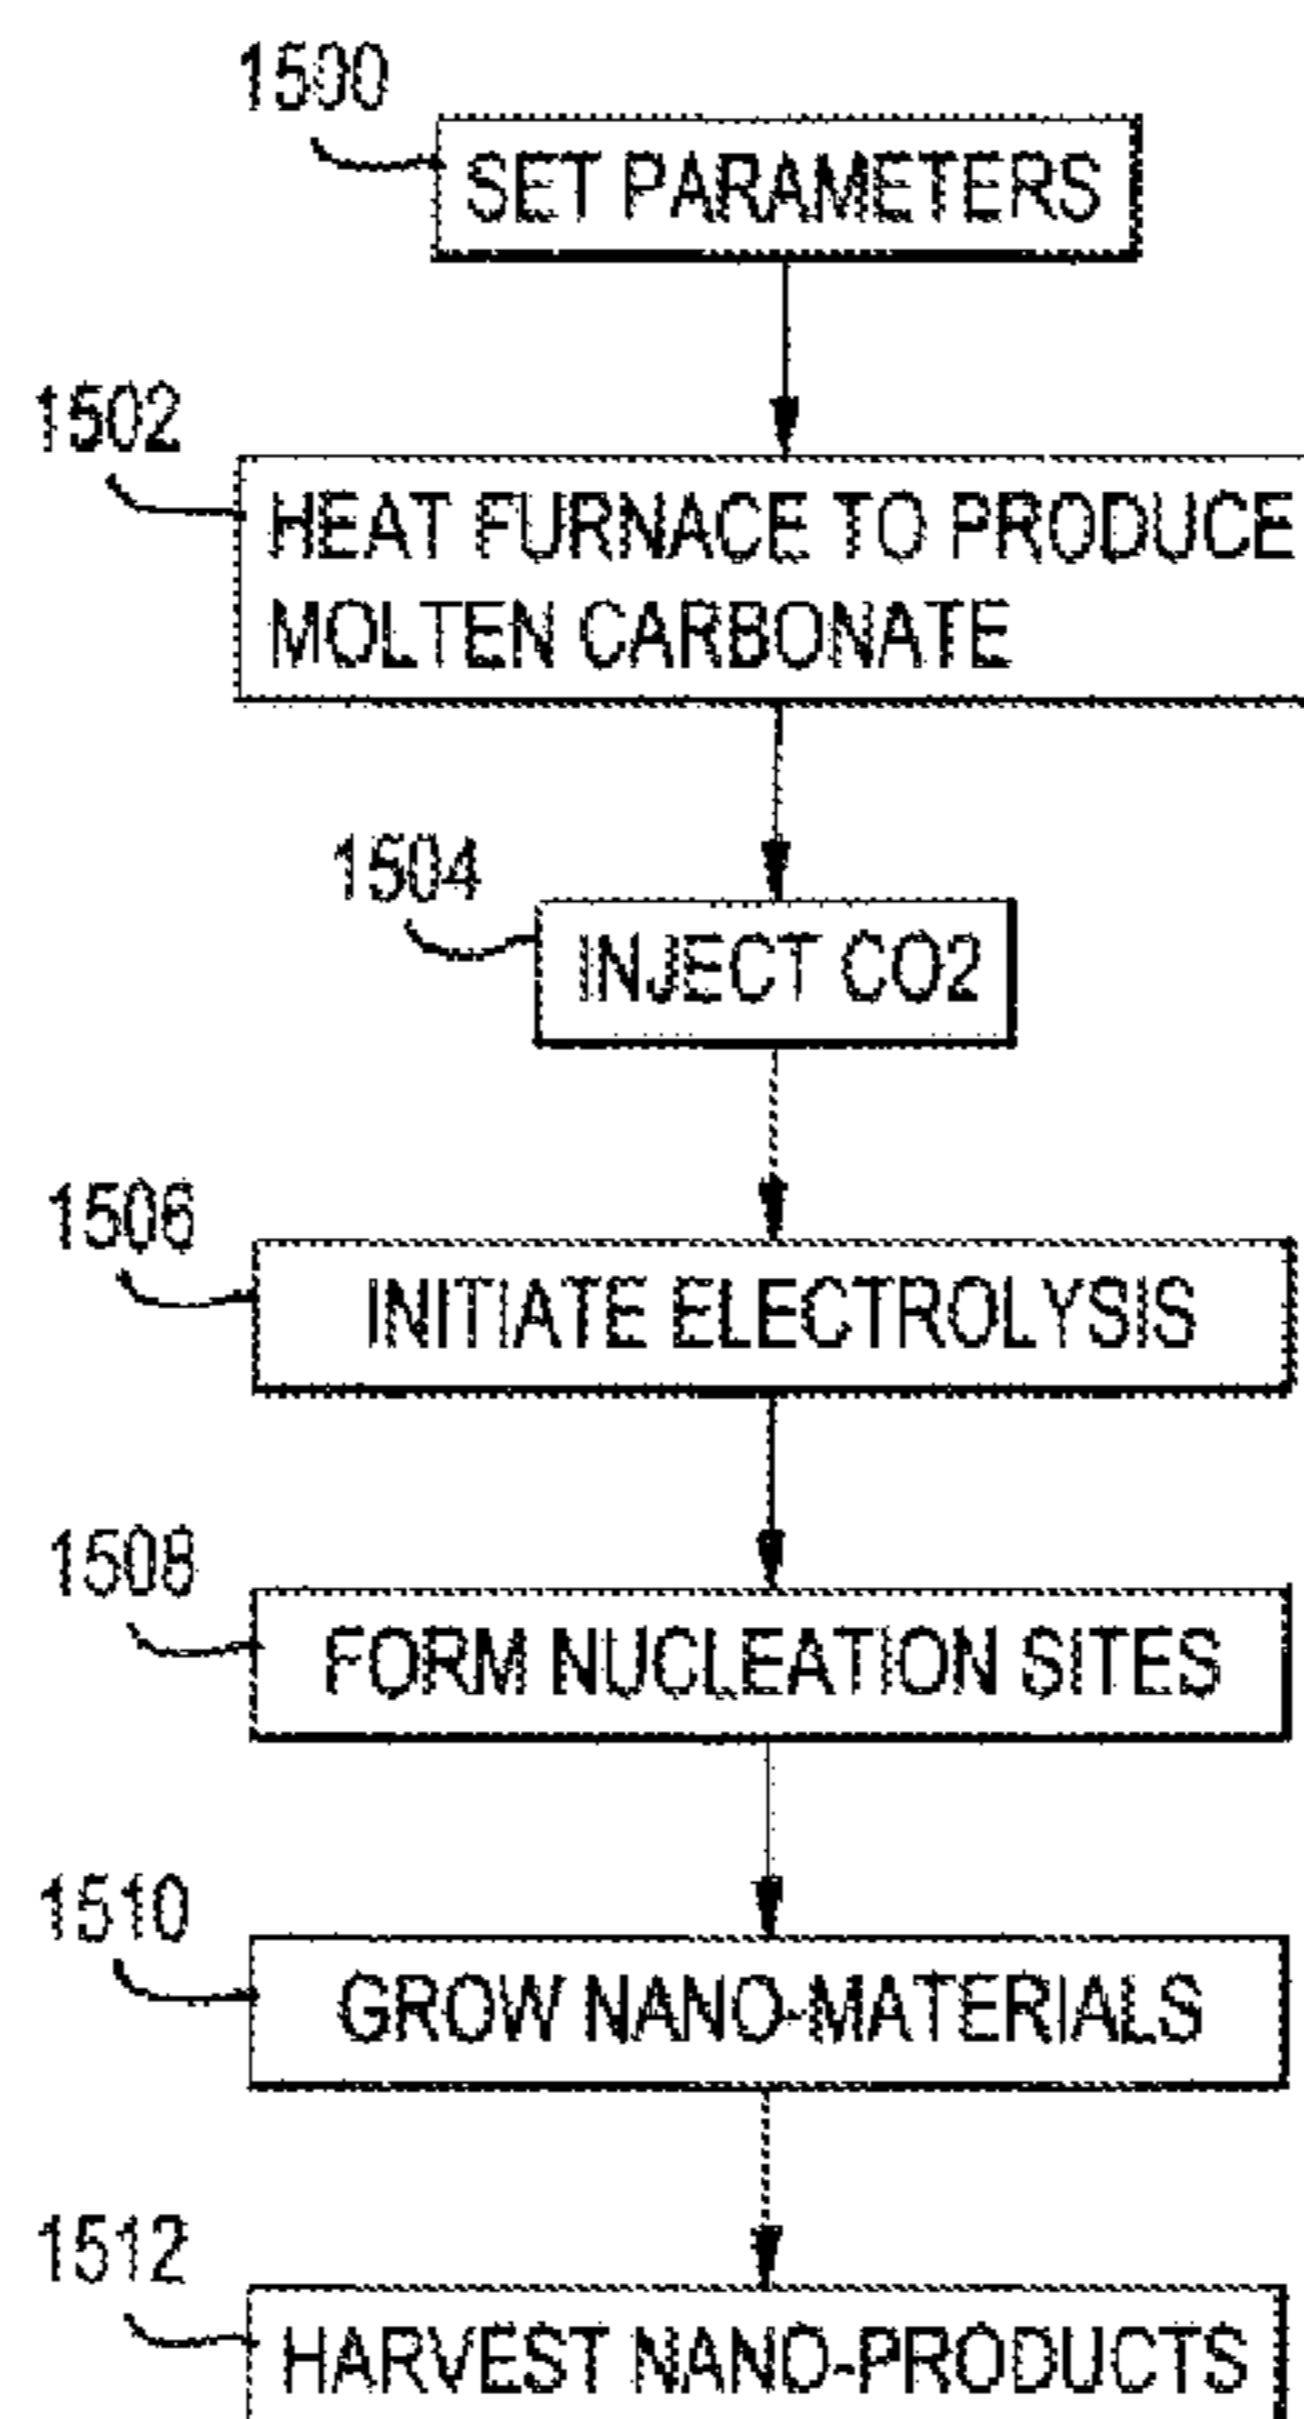 1500
SET PARAMETERS
1502
HEAT FURNACE TO PRODUCE
MOLTEN CARBONATE
1504
INJECT CO2
1506
INITIATE ELECTROLYSIS
1508
FORM NUCLEATION SITES
1510
GROW NANO-MATERIALS
1512
HARVEST NANO-PRODUCTS